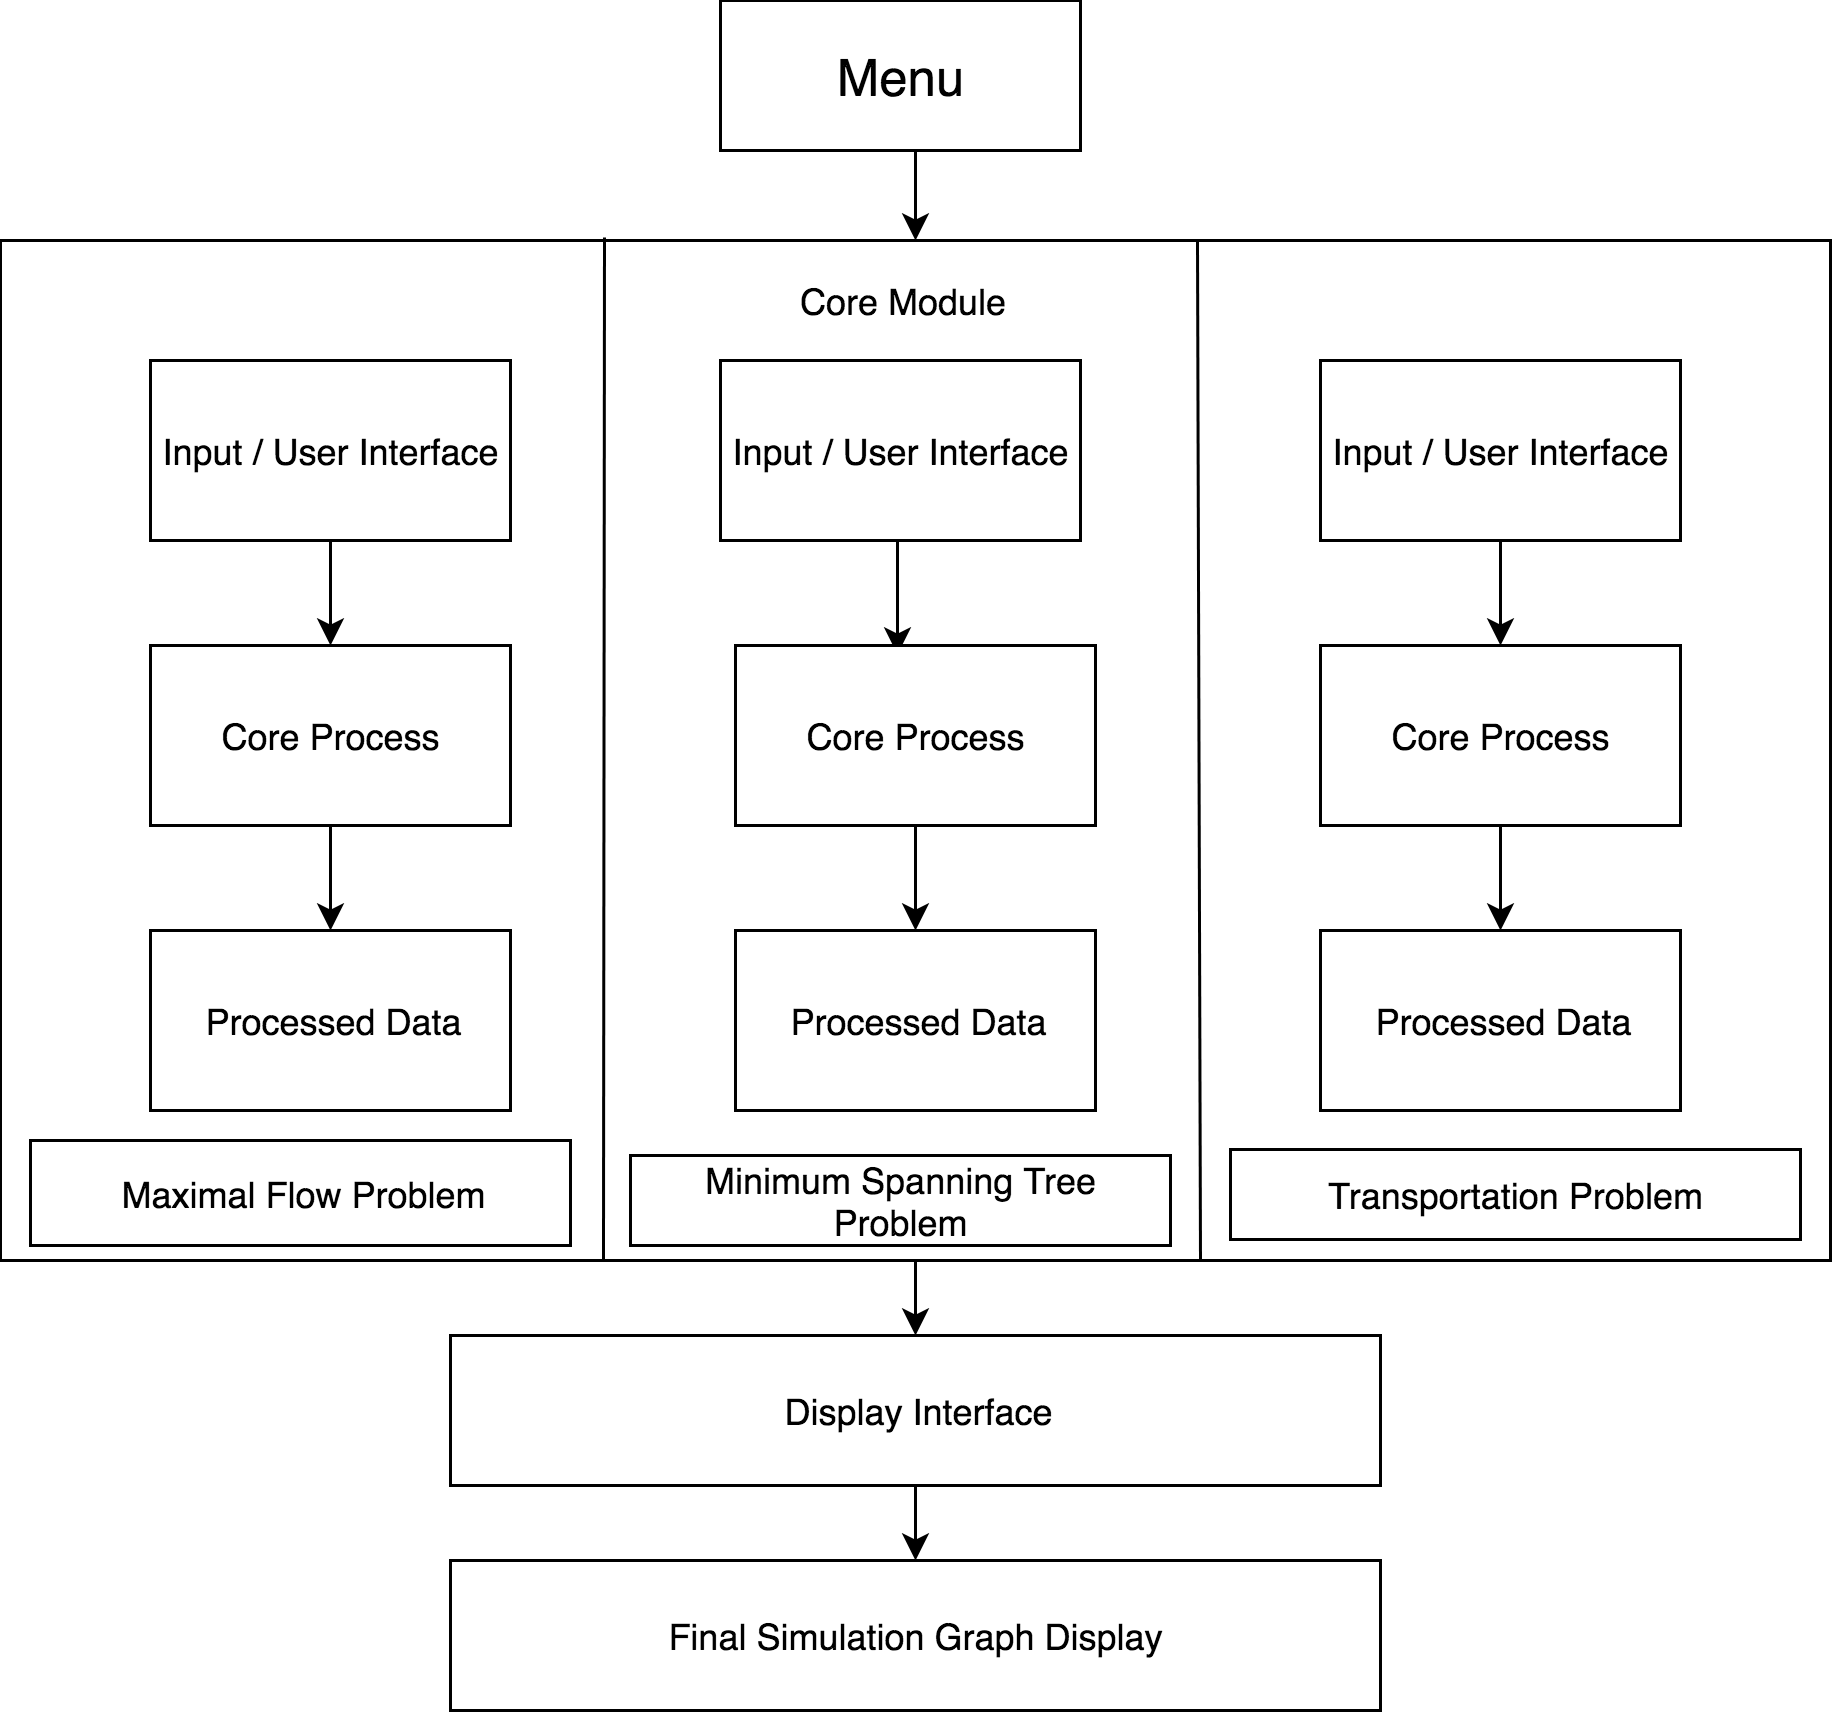 Menu
Core Module
Input / User Interface
Input / User Interface
Input / User Interface
Core Process
Core Process
Core Process
Processed Data
Processed Data
Processed Data
Maximal Flow Problem
Minimum Spanning Tree
Problem
Transportation Problem
Display Interface
Final Simulation Graph Display